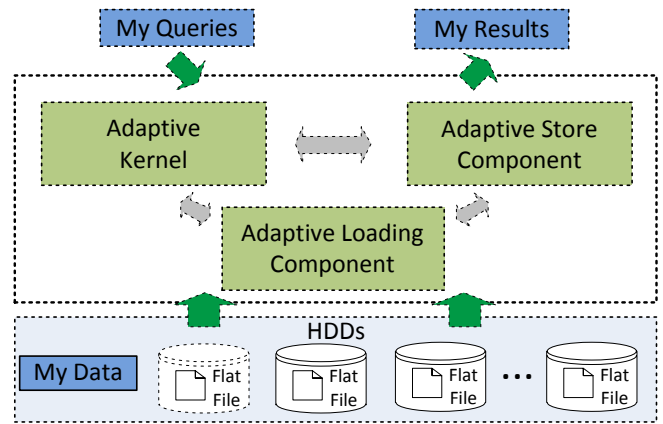 My Queries
My Results
Adaptive
Kernel
Adaptive Store
Component
Adaptive Loading
Component
HDDs
My Data
Flat
File
Flat
File
Flat
File
...
Flat
File